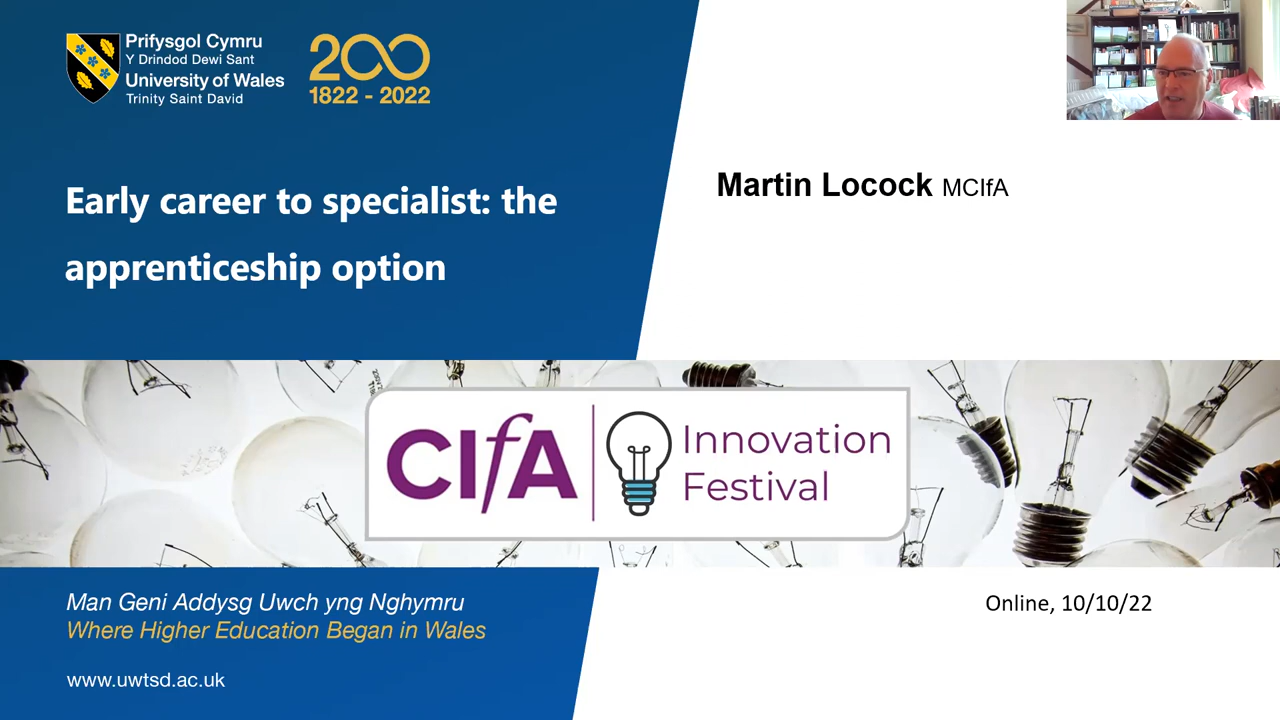 Prifysgol Cymru
Y Drindod Dewi Sant
University of Wales
Trinity Saint David
200
1822 - 2022
Early career to specialist: the
apprenticeship option
Martin Locock MCIfA
CIfA
Innovation
Festival
Man Geni Addysg Uwch yng Nghymru
Where Higher Education Began in Wales
www.uwtsd.ac.uk
Online, 10/10/22